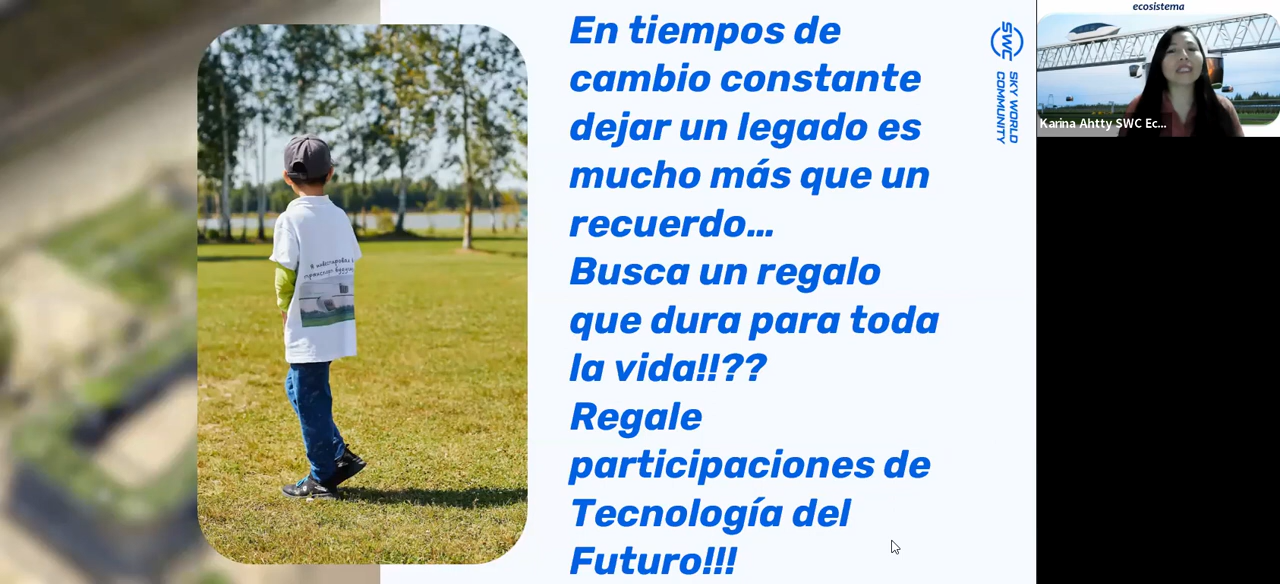 En tiempos de
cambio constante
dejar un legado es
mucho más que un
recuerdo...
Busca un regalo
que dura para toda
la vida!!??
Regale
participaciones de
Tecnología del
Futuro!!!
SWC
SKY WORLD
COMMUNITY
ecosistema
Karina Ahtty SWC Ec...